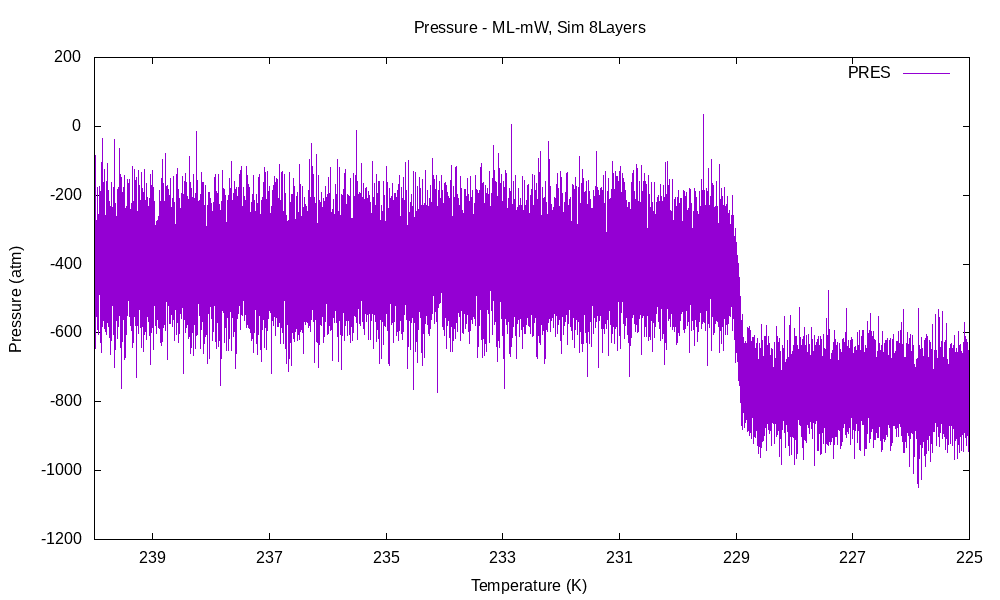 Pressure - ML-mW, Sim 8Layers
PRES
200
0
-200
-400
-600
-800
-1000
-1200
Pressure (atm)
239 237 235 233 231 229 227 225
Temperature (K)